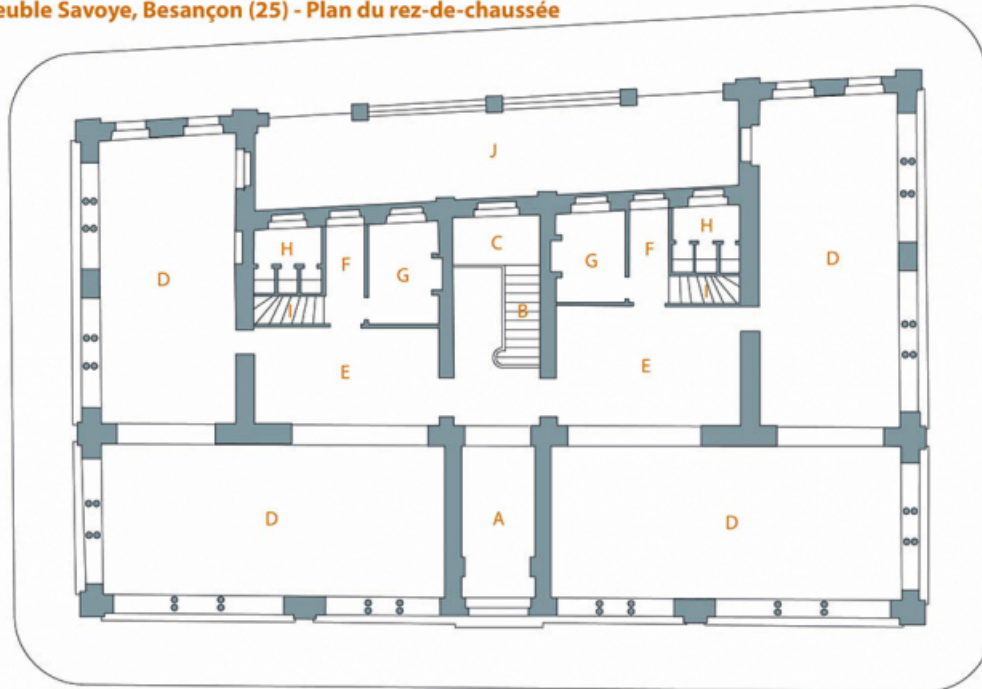 euble Savoye, Besançon (25) - Plan du rez-de-chaussée
J
H F G C G F H
D I B I D
E E
D A D